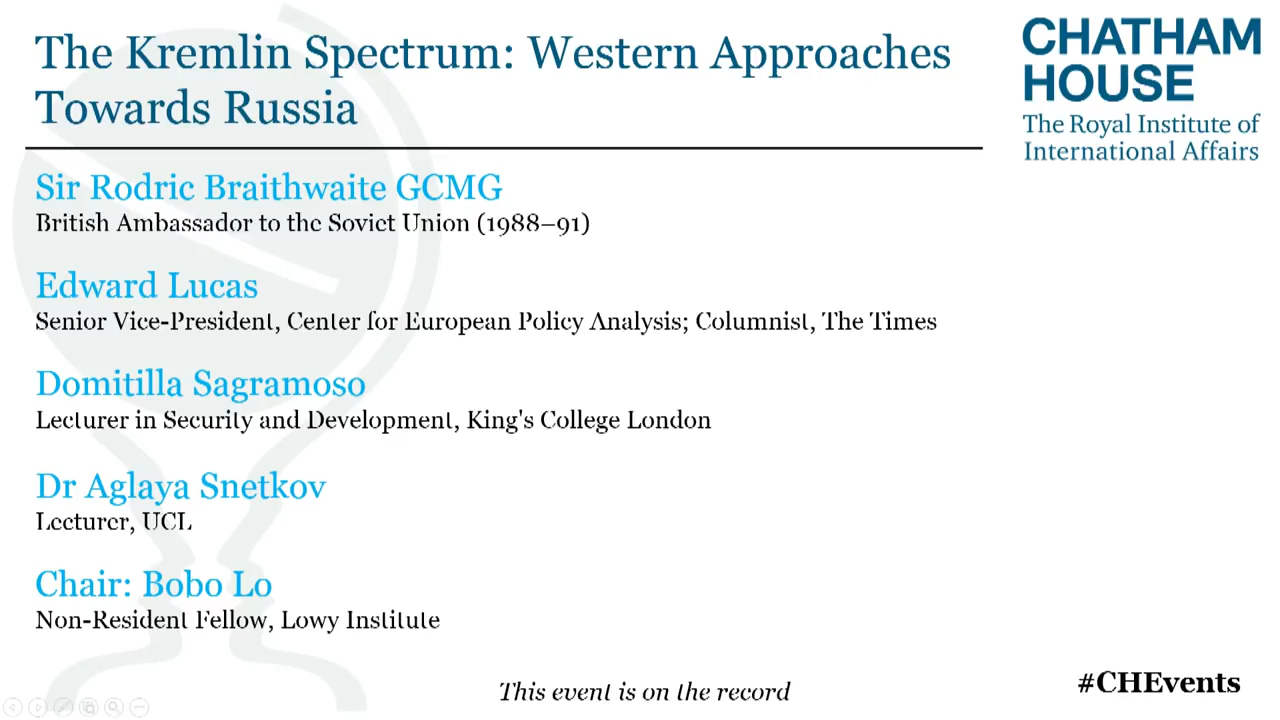 The Kremlin Spectrum: Western Approaches
Towards Russia
CHATHAM
HOUSE
The Royal Institute of
International Affairs
Sir Rodric Braithwaite GCMG
British Ambassador to the Soviet Union (1988–91)
Edward Lucas
Senior Vice-President, Center for European Policy Analysis; Columnist, The Times
Domitilla Sagramoso
Lecturer in Security and Development, King's College London
Dr Aglaya Snetkov
Lecturer, UCL
Chair: Bobo Lo
Non-Resident Fellow, Lowy Institute
This event is on the record
#CHEvents